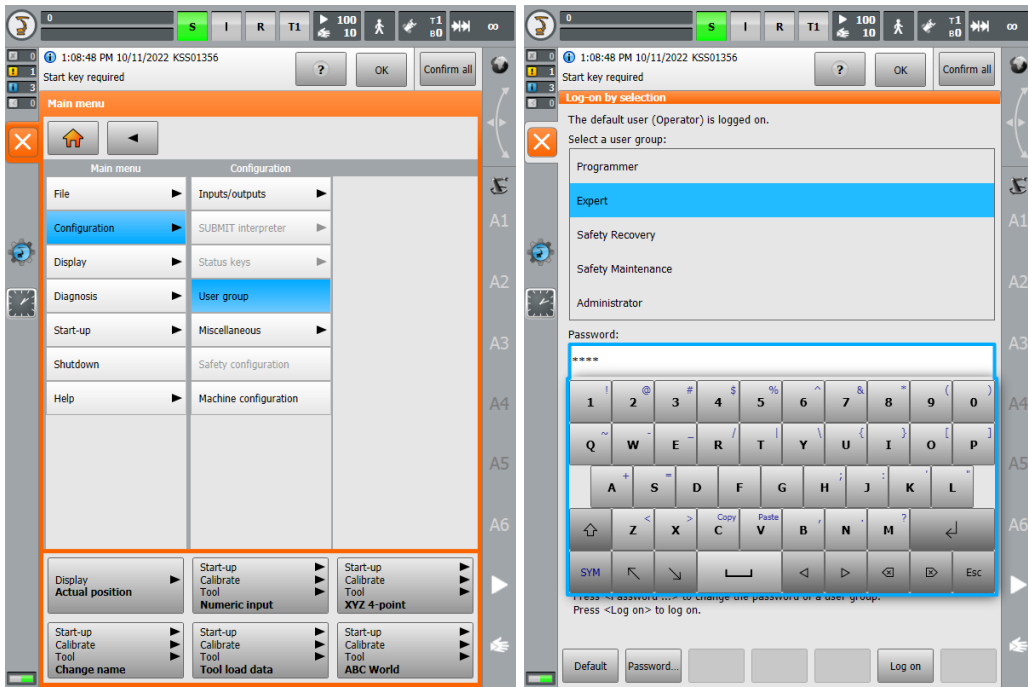 0
S
I
R
T1
100
10
T1
B0
∞
0
1
3
0
1:08:48 PM 10/11/2022 KSS01356
Start key required
?
OK
Confirm all
Main menu
Main menu
Configuration
File
Inputs/outputs
Configuration
SUBMIT interpreter
Display
Status keys
Diagnosis
User group
Start-up
Miscellaneous
Shutdown
Safety configuration
Help
Machine configuration
A1
A2
A3
A4
A5
A6
Display
Actual position
Start-up
Calibrate
Tool
Numeric input
Start-up
Calibrate
Tool
XYZ 4-point
Start-up
Calibrate
Tool
Change name
Start-up
Calibrate
Tool
Tool load data
Start-up
Calibrate
Tool
ABC World
0
S
I
R
T1
100
10
T1
B0
∞
0
1
3
0
1:08:48 PM 10/11/2022 KSS01356
Start key required
?
OK
Confirm all
Log-on by selection
The default user (Operator) is logged on.
Select a user group:
Programmer
Expert
Safety Recovery
Safety Maintenance
Administrator
Password:
****
1 ! 2 @ 3 # 4 $ 5 % 6 ^ 7 & 8 * 9 ( 0 )
Q ~ W - E _ R / T | Y \ U { I } O [ P ]
A + S = D F G H ; J : K ' L "
Z < X > C Copy V Paste B , N . M ?
SYM Esc
Press <Password ...> to change the password of a user group.
Press <Log on> to log on.
Default
Password...
Log on
A1
A2
A3
A4
A5
A6